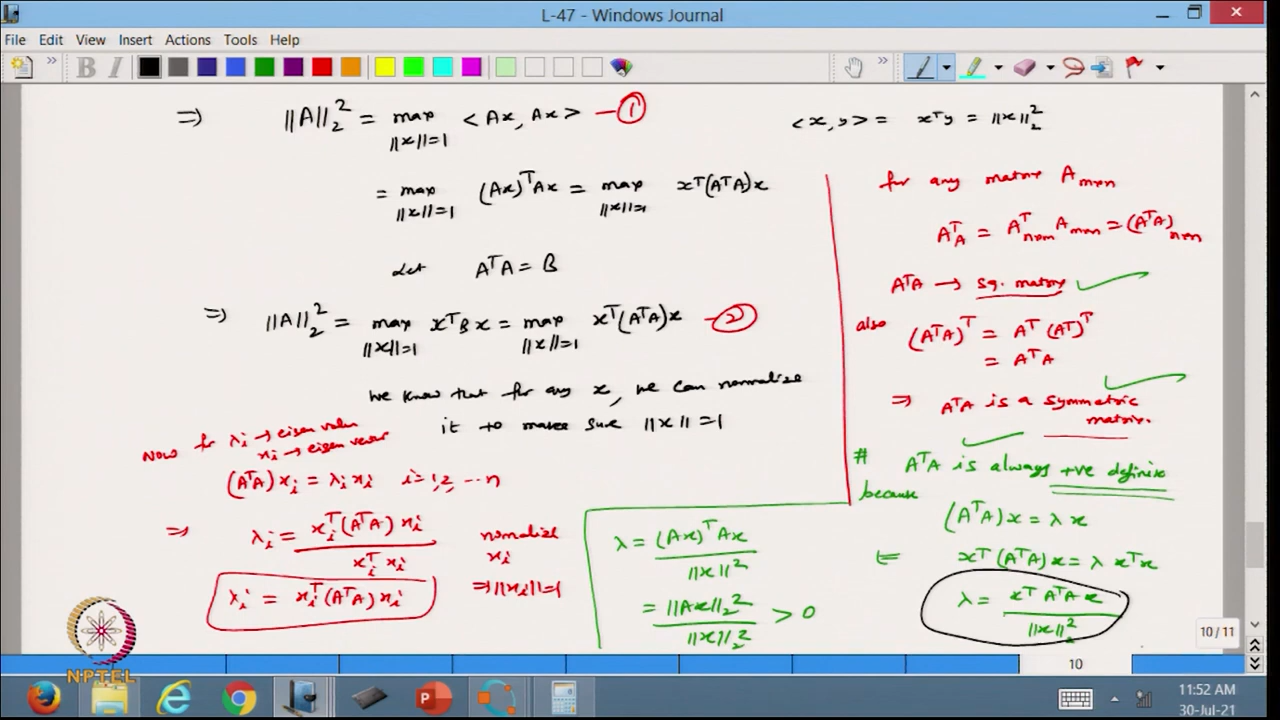 L-47 - Windows Journal
File Edit View Insert Actions Tools Help
⇒ ||A||₂² = max ||x||=1 <Ax, Ax> —①
<x,y> = xᵀy = ||x||₂²
= max ||x||=1 (Ax)ᵀAx = max ||x||=1 xᵀ(AᵀA)x
Let AᵀA = B
⇒ ||A||₂² = max ||x||=1 xᵀBx = max ||x||=1 xᵀ(AᵀA)x —②
We know that for any x, we can normalize
it to make sure ||x||=1
Now for λᵢ → eigen value
xᵢ → eigen vector
(AᵀA)xᵢ = λᵢxᵢ i=1,2,--n
⇒ λᵢ = xᵢᵀ(AᵀA)xᵢ / xᵢᵀxᵢ
normalize
xᵢ
⇒||xᵢ||=1
λᵢ = xᵢᵀ(AᵀA)xᵢ
for any matrix Aₘₓₙ
AᵀA = Aᵀₙₓₘ Aₘₓₙ = (AᵀA)ₙₓₙ
AᵀA → sq. matrix
also (AᵀA)ᵀ = Aᵀ(Aᵀ)ᵀ
= AᵀA
⇒ AᵀA is a symmetric
matrix.
# AᵀA is always +ve definite
because
(AᵀA)x = λx
⇐ xᵀ(AᵀA)x = λxᵀx
λ = xᵀAᵀAx / ||x||₂²
λ = (Ax)ᵀAx / ||x||²
= ||Ax||₂² / ||x||₂² > 0
10/11
10
NPTEL
11:52 AM
30-Jul-21